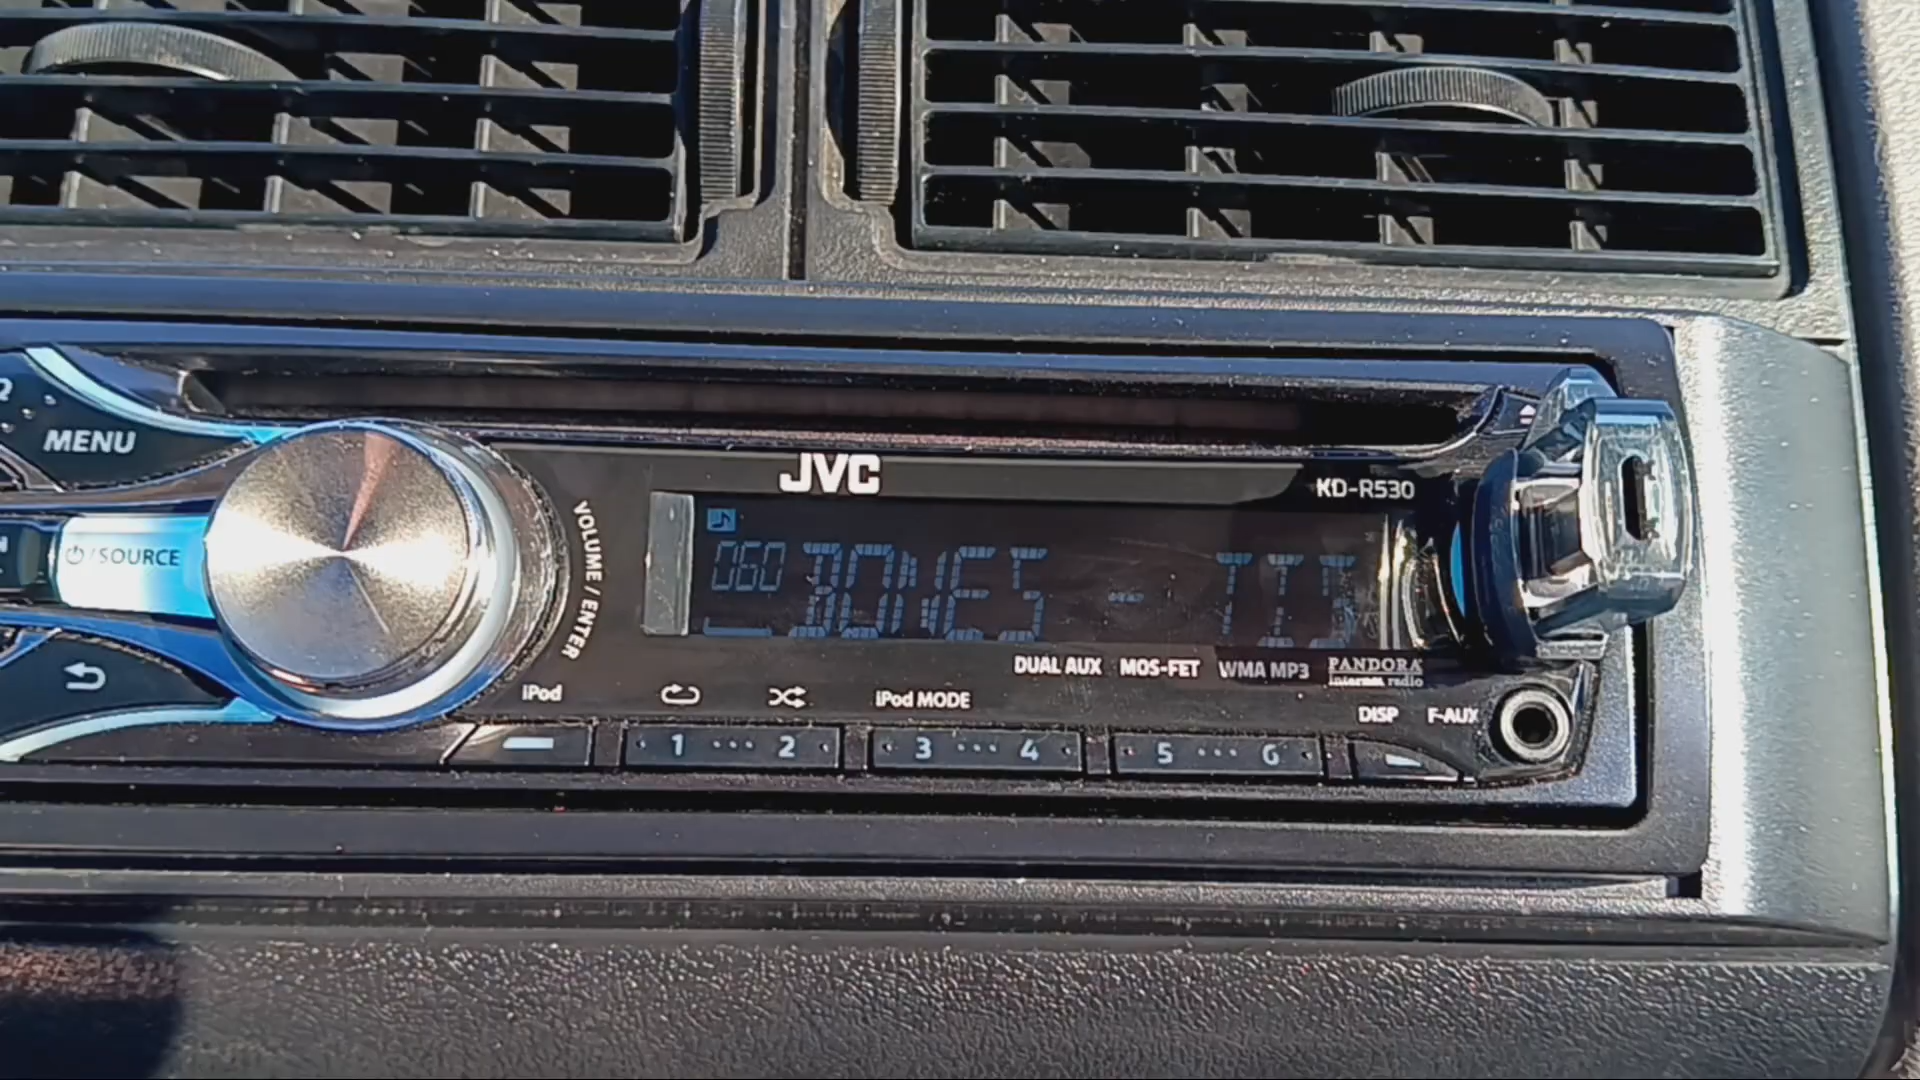 MENU
JVC
KD-R530
/SOURCE
VOLUME / ENTER
060 BONES -
DUAL AUX MOS-FET WMA MP3 PANDORA
internet radio
iPod
iPod MODE
DISP F-AUX
1 2 3 4 5 6